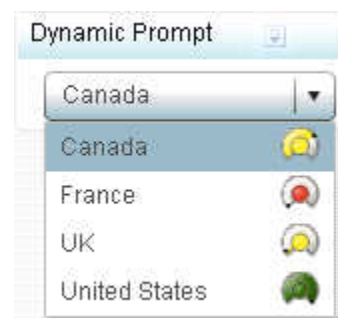 Dynamic Prompt
Canada
Canada
France
UK
United States